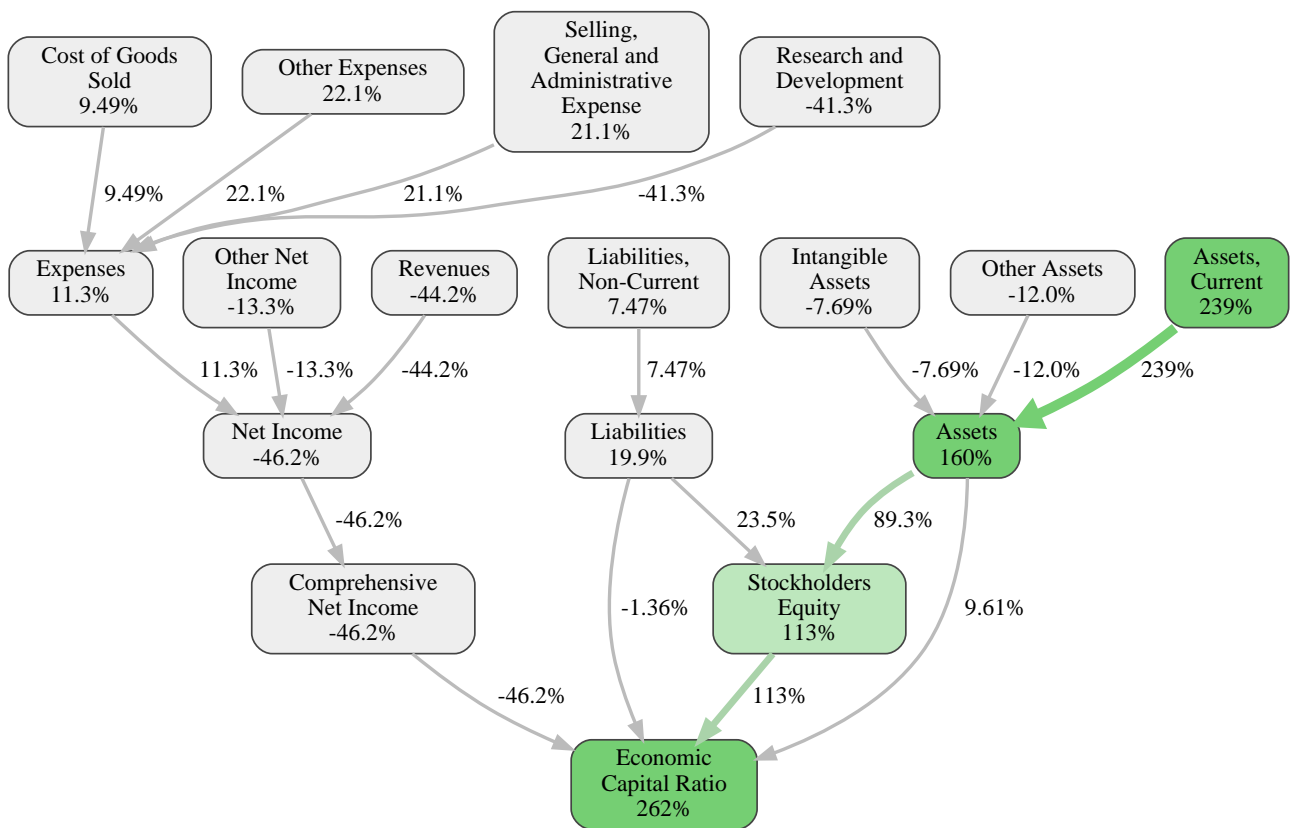 Cost of Goods
Sold
9.49%
Other Expenses
22.1%
Selling,
General and
Administrative
Expense
21.1%
Research and
Development
-41.3%
9.49%
22.1%
21.1%
-41.3%
Expenses
11.3%
Other Net
Income
-13.3%
Revenues
-44.2%
Liabilities,
Non-Current
7.47%
Intangible
Assets
-7.69%
Other Assets
-12.0%
Assets,
Current
239%
11.3%
-13.3%
-44.2%
7.47%
-7.69%
-12.0%
239%
Net Income
-46.2%
Liabilities
19.9%
Assets
160%
-46.2%
23.5%
89.3%
Comprehensive
Net Income
-46.2%
-1.36%
Stockholders
Equity
113%
9.61%
-46.2%
113%
Economic
Capital Ratio
262%